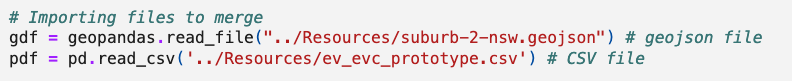 # Importing files to merge
gdf = geopandas.read_file("../Resources/suburb-2-nsw.geojson") # geojson file
pdf = pd.read_csv('../Resources/ev_evc_prototype.csv') # CSV file